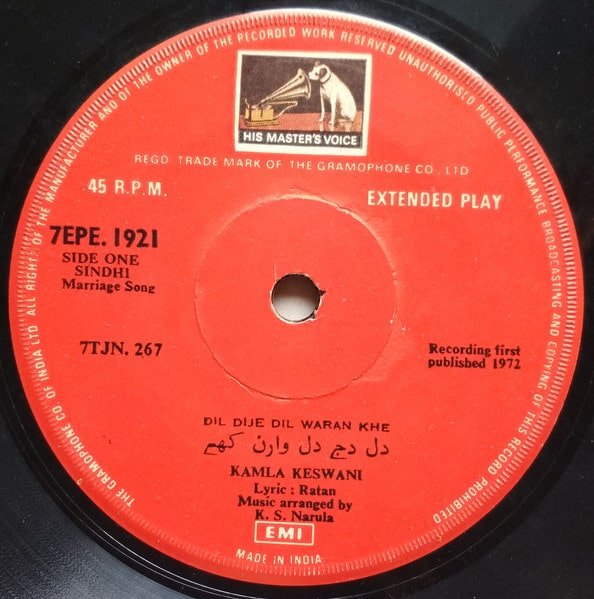 THE GRAMOPHONE CO. OF INDIA LTD. ALL RIGHTS OF THE MANUFACTURER AND OF THE OWNER OF THE RECORDED WORK RESERVED UNAUTHORISED PUBLIC PERFORMANCE BROADCASTING AND COPYING OF THIS RECORD PROHIBITED
HIS MASTER'S VOICE
REGD. TRADE MARK OF THE GRAMOPHONE CO., LTD
45 R.P.M.
EXTENDED PLAY
7EPE. 1921
SIDE ONE
SINDHI
Marriage Song
7TJN. 267
Recording first
published 1972
DIL DIJE DIL WARAN KHE
دل دج دل وارن کھی
KAMLA KESWANI
Lyric : Ratan
Music arranged by
K. S. Narula
EMI
MADE IN INDIA